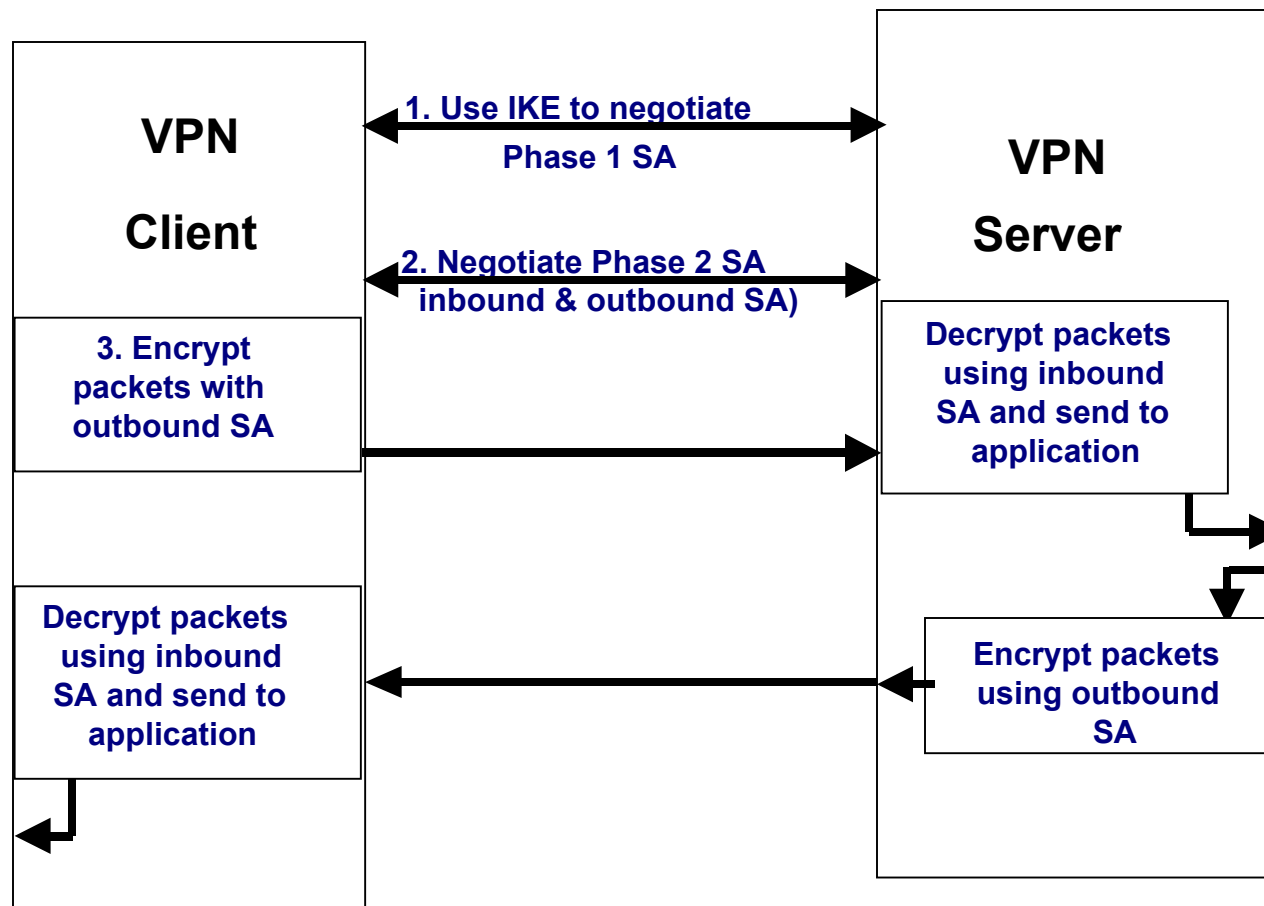 VPN
Client
1. Use IKE to negotiate
Phase 1 SA
VPN
Server
2. Negotiate Phase 2 SA
inbound & outbound SA)
3. Encrypt
packets with
outbound SA
Decrypt packets
using inbound
SA and send to
application
Decrypt packets
using inbound
SA and send to
application
Encrypt packets
using outbound
SA